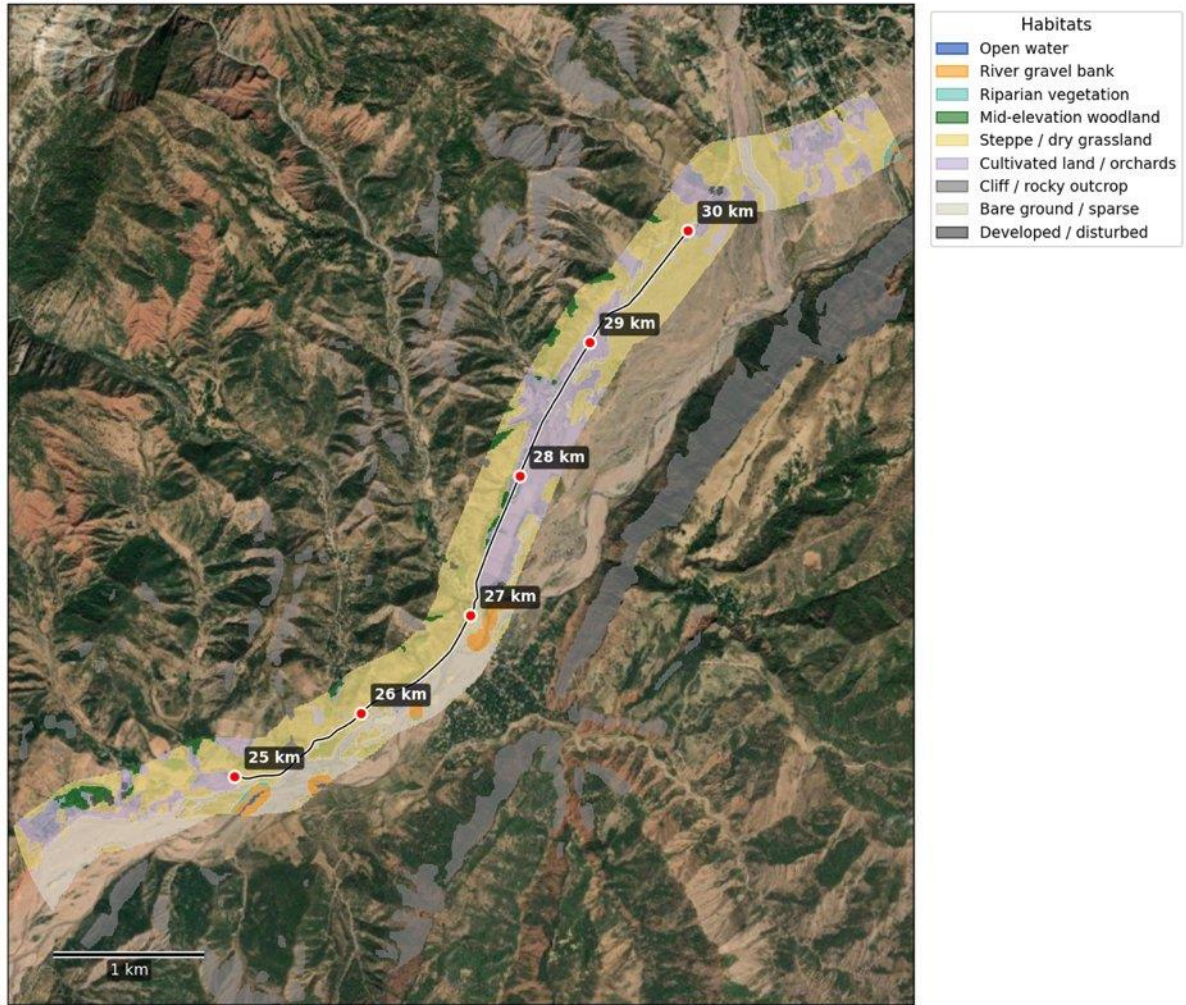 Habitats
Open water
River gravel bank
Riparian vegetation
Mid-elevation woodland
Steppe / dry grassland
Cultivated land / orchards
Cliff / rocky outcrop
Bare ground / sparse
Developed / disturbed
30 km
29 km
28 km
27 km
26 km
25 km
1 km